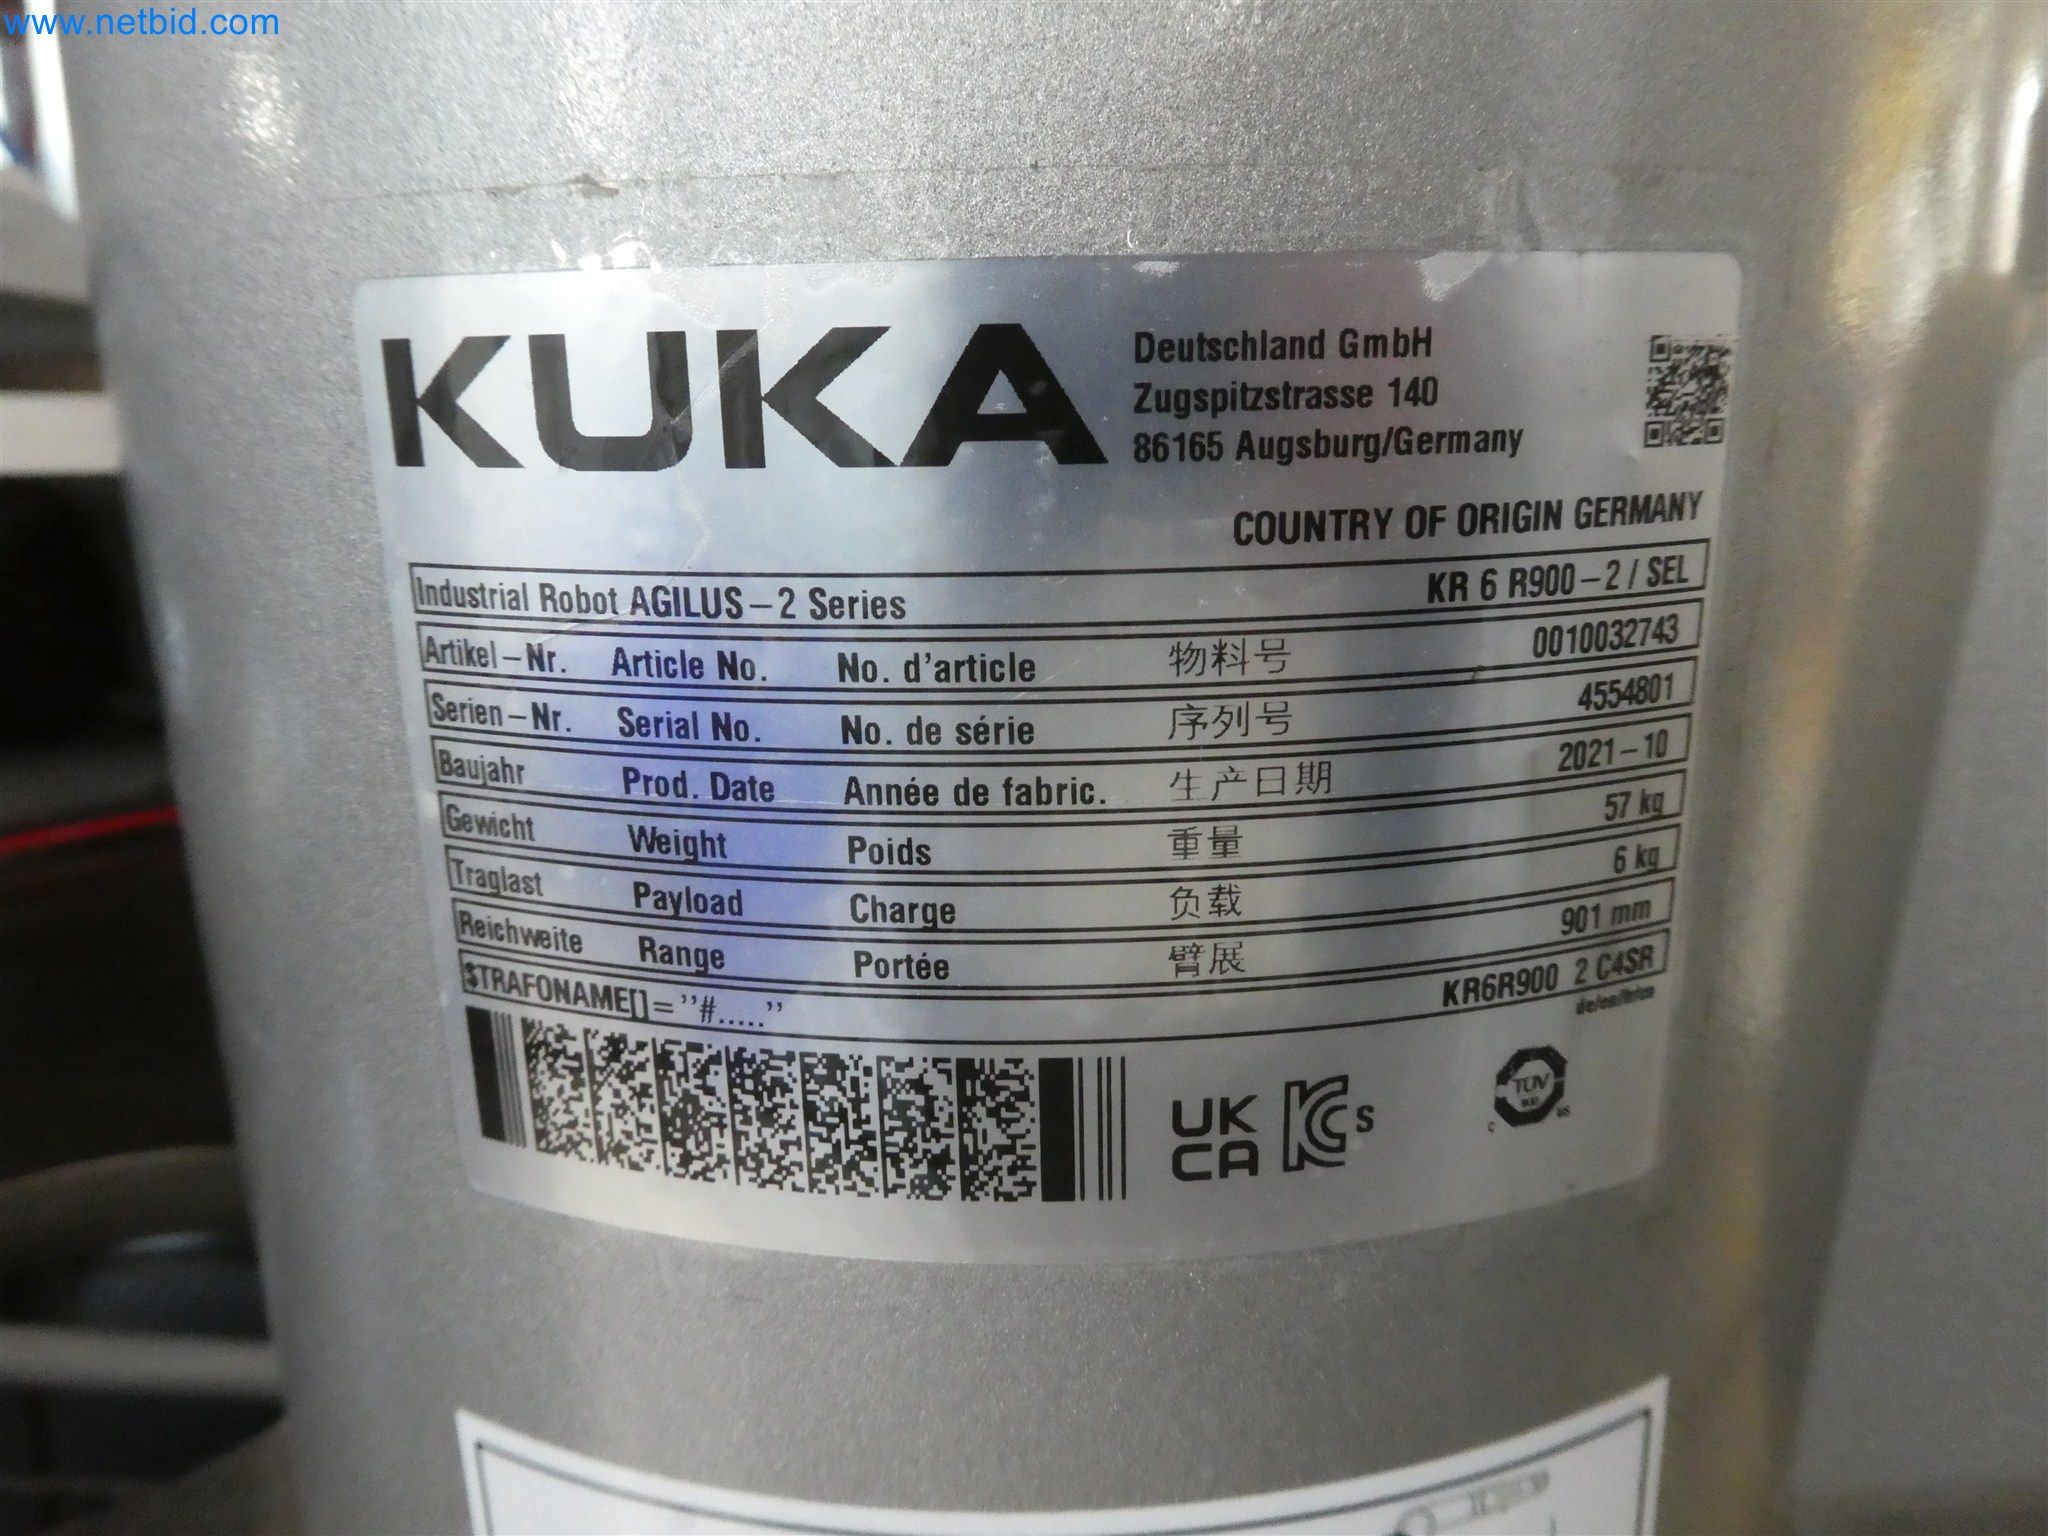 www.netbid.com
KUKA
Deutschland GmbH
Zugspitzstrasse 140
86165 Augsburg/Germany
COUNTRY OF ORIGIN GERMANY
Industrial Robot AGILUS-2 Series KR 6 R900-2 / SEL
Artikel-Nr. Article No. No. d'article 物料号 0010032743
Serien-Nr. Serial No. No. de série 序列号 4554801
Baujahr Prod. Date Année de fabric. 生产日期 2021-10
Gewicht Weight Poids 重量 57 kg
Traglast Payload Charge 负载 6 kg
Reichweite Range Portée 臂展 901 mm
$TRAFONAME[]="#....." KR6R900 2 C4SR
UK
CA
KCs
TÜV